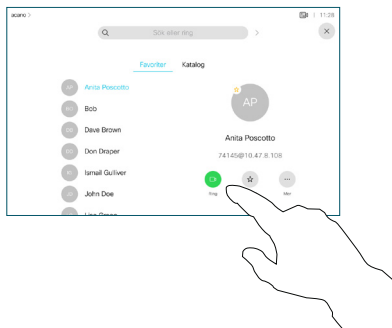 acano >
11:28
Sök eller ring >
Favoriter Katalog
AP Anita Poscotto
Bob
Dave Brown
Don Draper
Ismail Gulliver
John Doe
AP
Anita Poscotto
74145@10.47.8.108
Ring
Mer